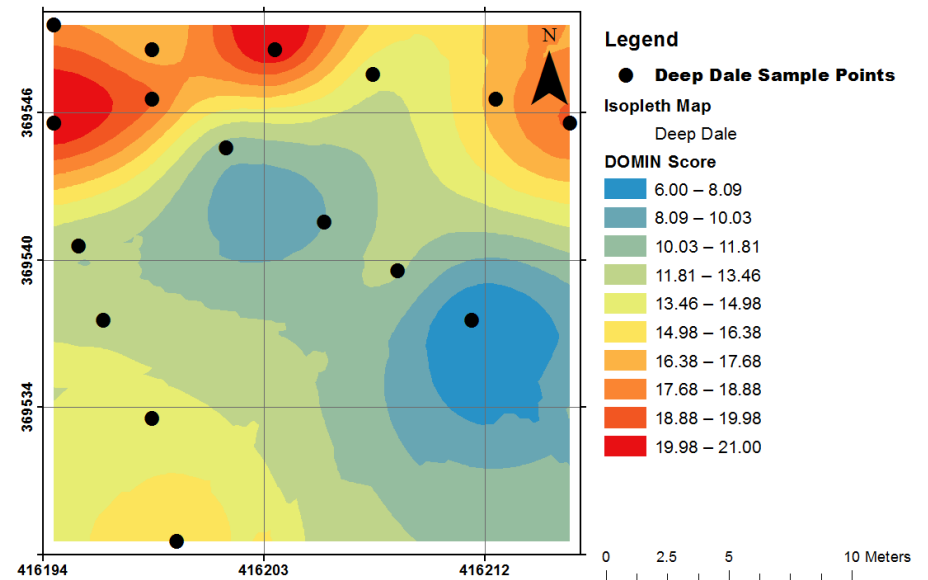 N
369546
369540
369534
416194
416203
416212
Legend
Deep Dale Sample Points
Isopleth Map
Deep Dale
DOMIN Score
6.00 – 8.09
8.09 – 10.03
10.03 – 11.81
11.81 – 13.46
13.46 – 14.98
14.98 – 16.38
16.38 – 17.68
17.68 – 18.88
18.88 – 19.98
19.98 – 21.00
0 2.5 5 10 Meters